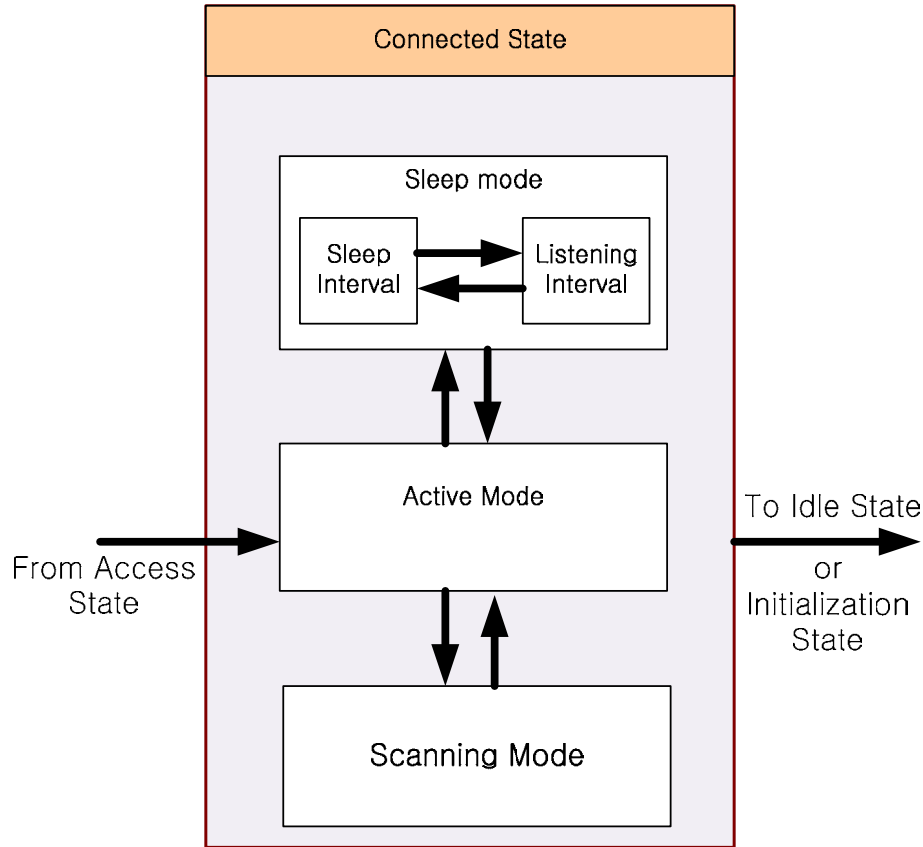 Connected State
Sleep mode
Sleep
Interval
Listening
Interval
Active Mode
From Access
State
To Idle State
or
Initialization
State
Scanning Mode